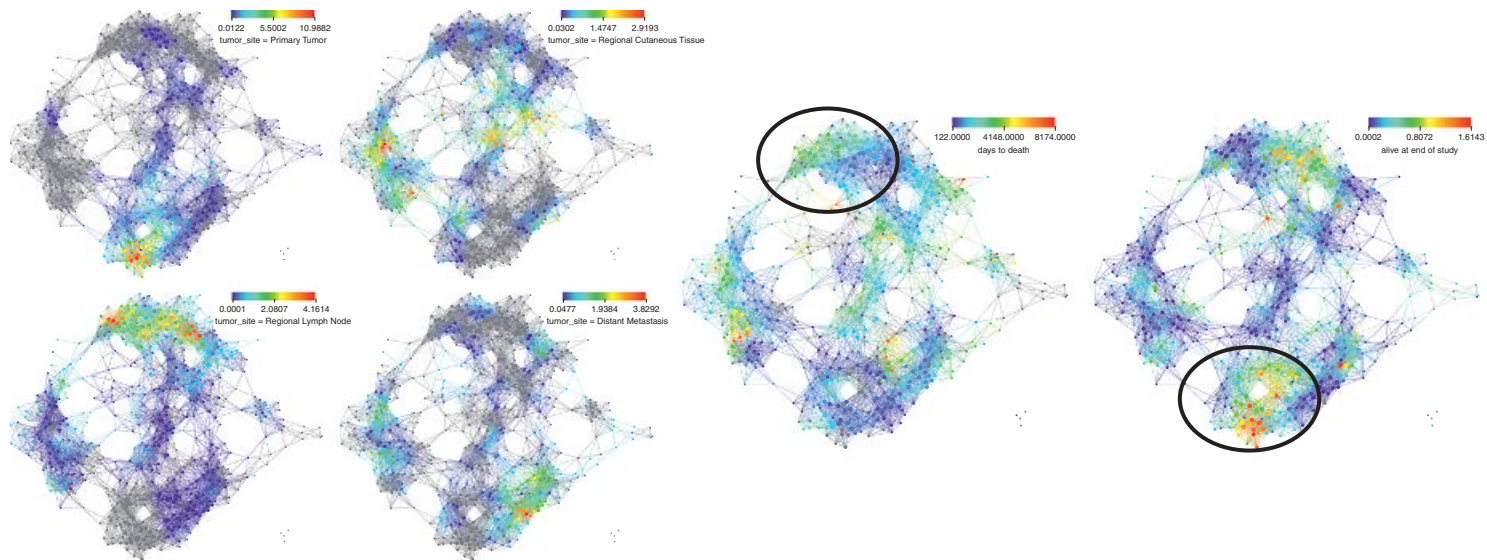 0.0122 5.5002 10.9882
tumor_site = Primary Tumor
0.0302 1.4747 2.9193
tumor_site = Regional Cutaneous Tissue
0.0001 2.0807 4.1614
tumor_site = Regional Lymph Node
0.0477 1.9384 3.8292
tumor_site = Distant Metastasis
122.0000 4148.0000 8174.0000
days to death
0.0002 0.8072 1.6143
alive at end of study